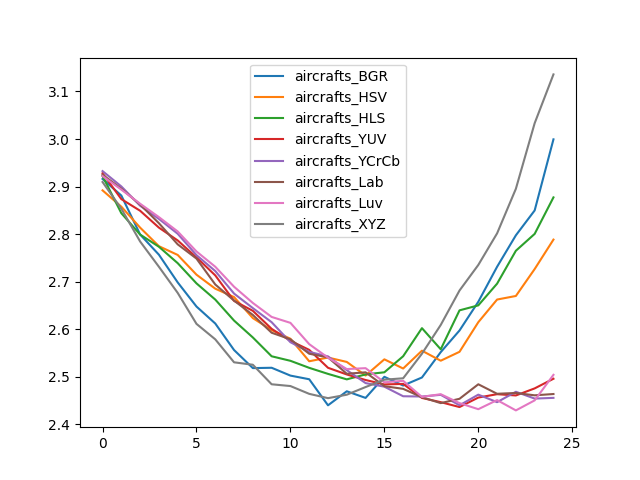 aircrafts_BGR
aircrafts_HSV
aircrafts_HLS
aircrafts_YUV
aircrafts_YCrCb
aircrafts_Lab
aircrafts_Luv
aircrafts_XYZ
3.1
3.0
2.9
2.8
2.7
2.6
2.5
2.4
0 5 10 15 20 25